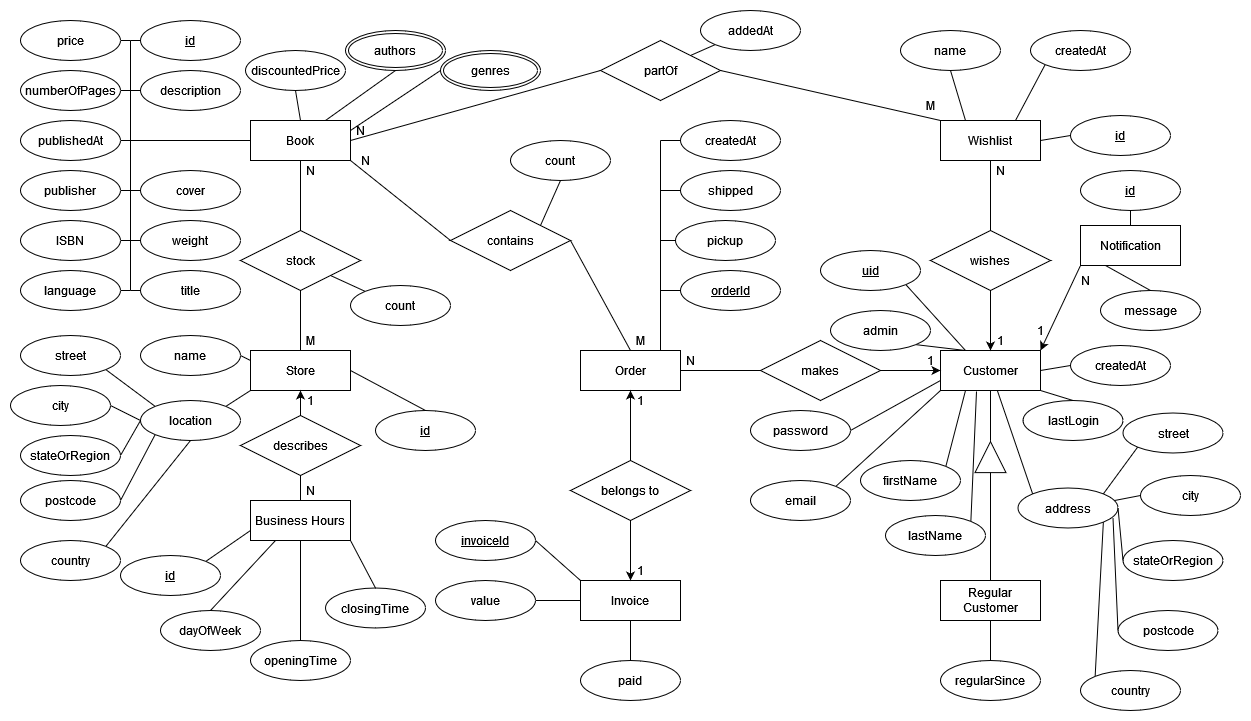 price
id
authors
addedAt
name
createdAt
discountedPrice
genres
partOf
numberOfPages
description
M
N
publishedAt
Book
createdAt
Wishlist
id
N
N
N
count
publisher
cover
shipped
id
ISBN
weight
contains
pickup
Notification
stock
wishes
uid
N
language
title
orderId
count
message
admin
1
M
M
1
street
name
N
1
createdAt
Store
Order
makes
Customer
1
1
city
location
id
password
lastLogin
street
describes
stateOrRegion
firstName
N
belongs to
city
postcode
email
address
Business Hours
lastName
invoiceId
country
stateOrRegion
id
1
value
Invoice
Regular
Customer
closingTime
dayOfWeek
postcode
openingTime
paid
regularSince
country